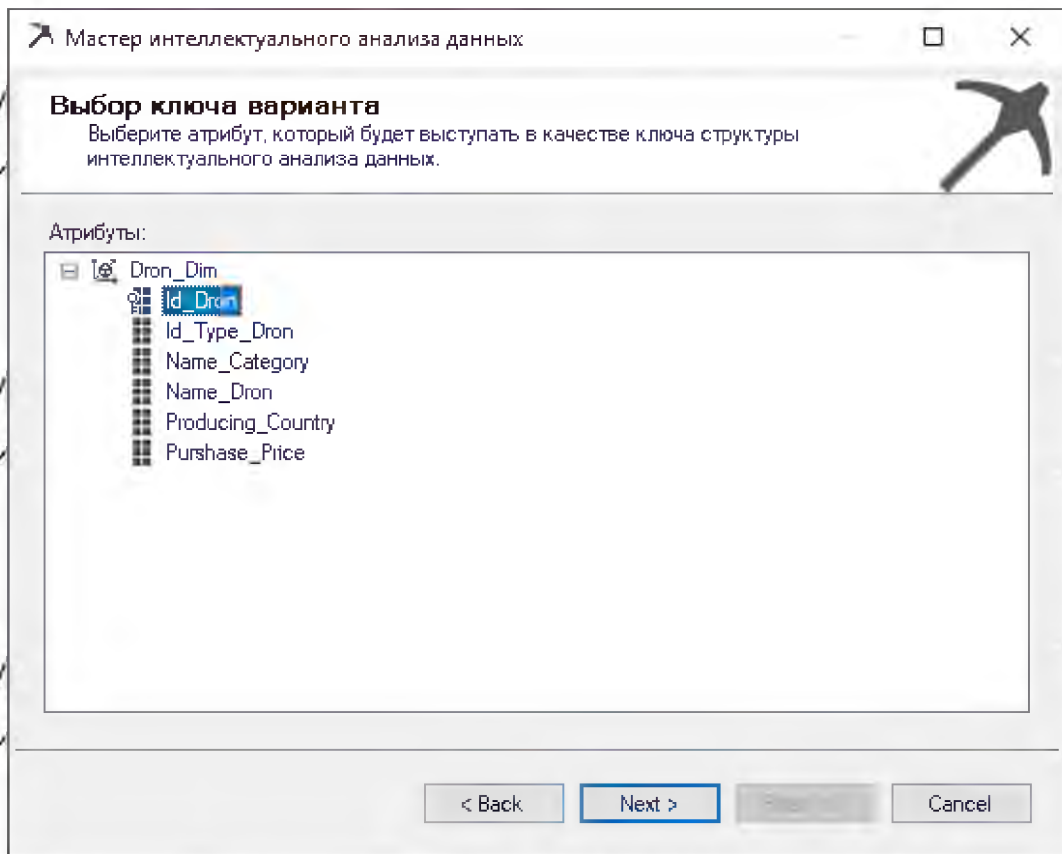 Мастер интеллектуального анализа данных
Выбор ключа варианта
Выберите атрибут, который будет выступать в качестве ключа структуры
интеллектуального анализа данных.
Атрибуты:
Dron_Dim
Id_Dron
Id_Type_Dron
Name_Category
Name_Dron
Producing_Country
Purshase_Price
< Back
Next >
Cancel